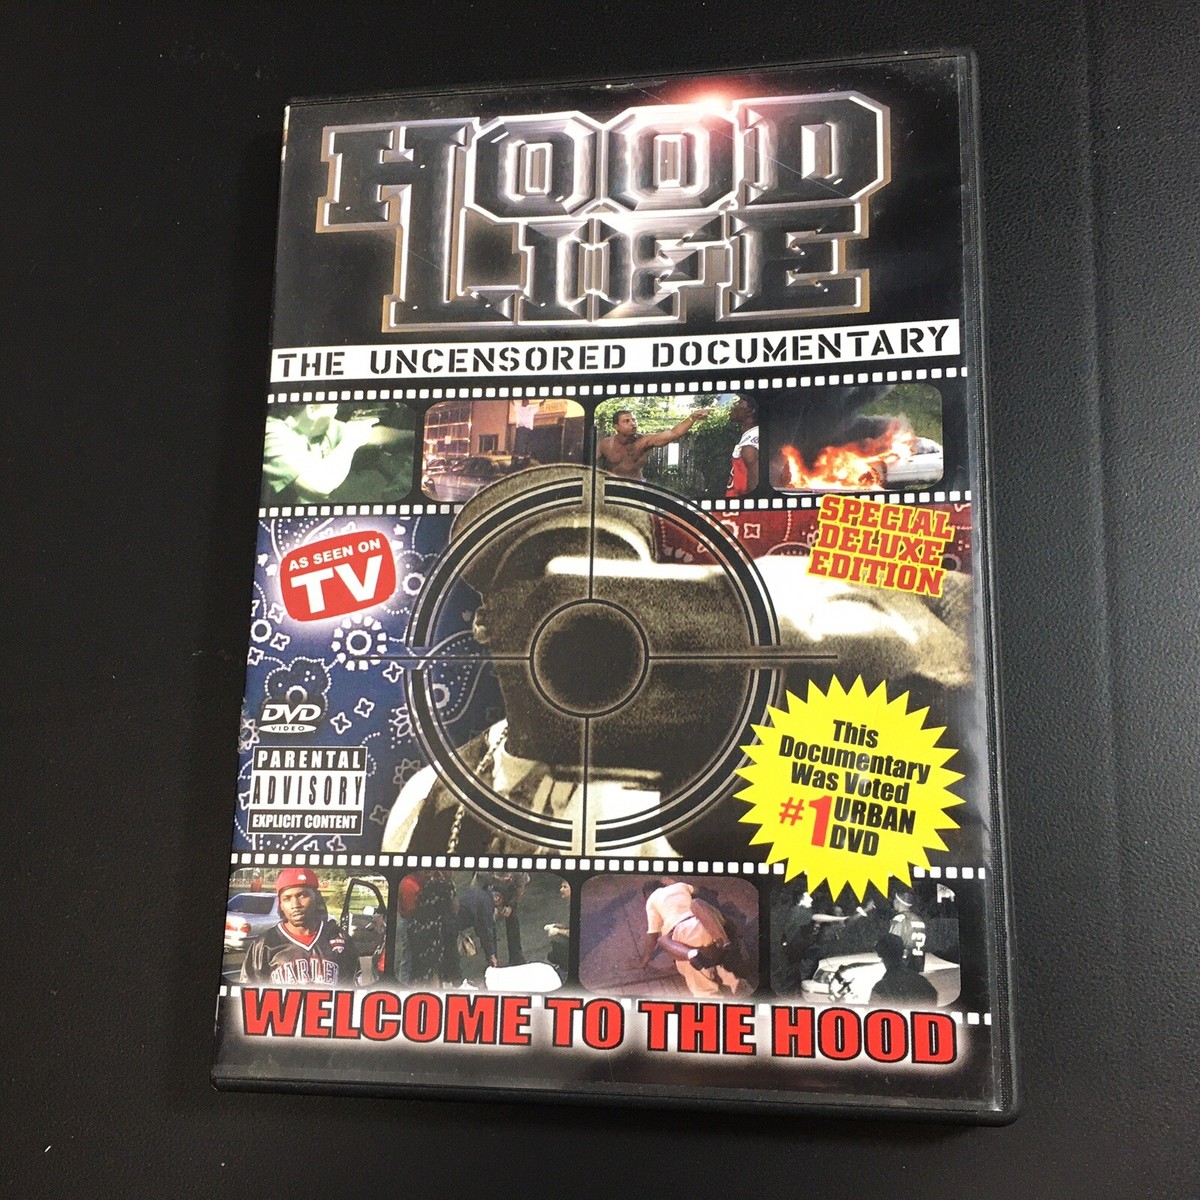 HOOD
LIFE
THE UNCENSORED DOCUMENTARY
AS SEEN ON
TV
SPECIAL
DELUXE
EDITION
DVD
VIDEO
PARENTAL
ADVISORY
EXPLICIT CONTENT
This
Documentary
Was Voted
#1 URBAN
DVD
HARLE
WELCOME TO THE HOOD